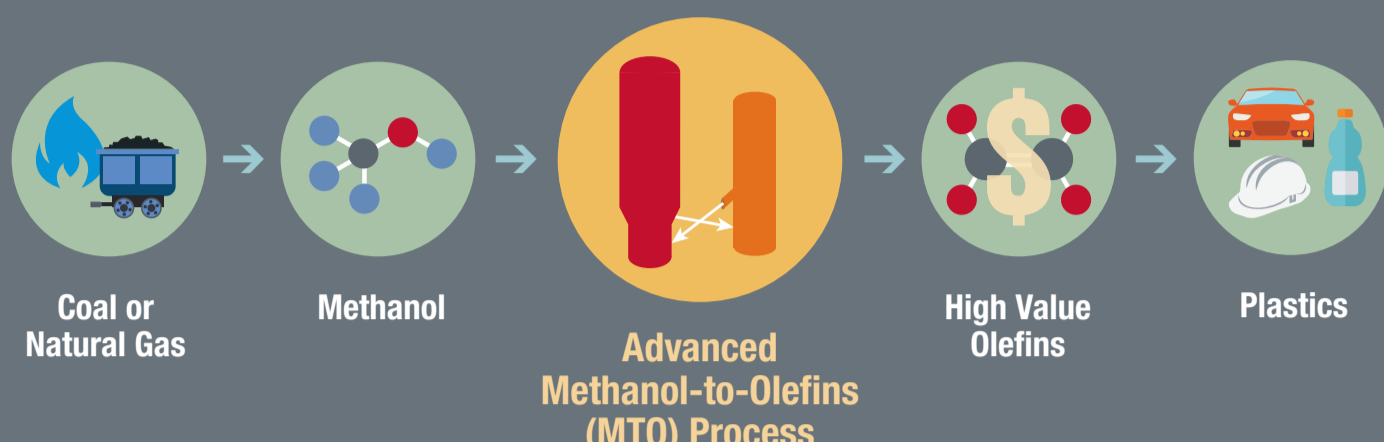 Coal or
Natural Gas
Methanol
Advanced
Methanol-to-Olefins
(MTO) Process
High Value
Olefins
Plastics